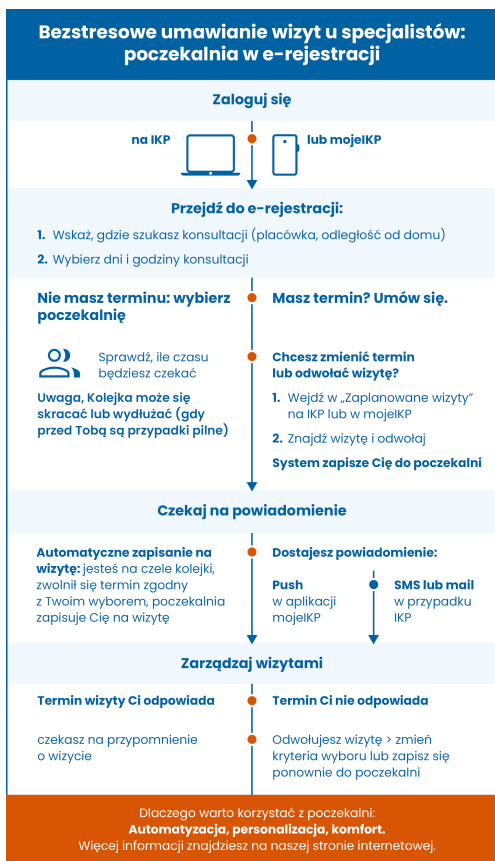 Bezstresowe umawianie wizyt u specjalistów:
poczekalnia w e-rejestracji
Zaloguj się
na IKP
lub mojeIKP
Przejdź do e-rejestracji:
1. Wskaż, gdzie szukasz konsultacji (placówka, odległość od domu)
2. Wybierz dni i godziny konsultacji
Nie masz terminu: wybierz
poczekalnię
Sprawdź, ile czasu
będziesz czekać
Uwaga, Kolejka może się
skracać lub wydłużać (gdy
przed Tobą są przypadki pilne)
Masz termin? Umów się.
Chcesz zmienić termin
lub odwołać wizytę?
1. Wejdź w „Zaplanowane wizyty”
na IKP lub w mojeIKP
2. Znajdź wizytę i odwołaj
System zapisze Cię do poczekalni
Czekaj na powiadomienie
Automatyczne zapisanie na
wizytę: jesteś na czele kolejki,
zwolnił się termin zgodny
z Twoim wyborem, poczekalnia
zapisuje Cię na wizytę
Dostajesz powiadomienie:
Push
w aplikacji
mojeIKP
SMS lub mail
w przypadku
IKP
Zarządzaj wizytami
Termin wizyty Ci odpowiada
czekasz na przypomnienie
o wizycie
Termin Ci nie odpowiada
Odwołujesz wizytę > zmień
kryteria wyboru lub zapisz się
ponownie do poczekalni
Dlaczego warto korzystać z poczekalni:
Automatyzacja, personalizacja, komfort.
Więcej informacji znajdziesz na naszej stronie internetowej.